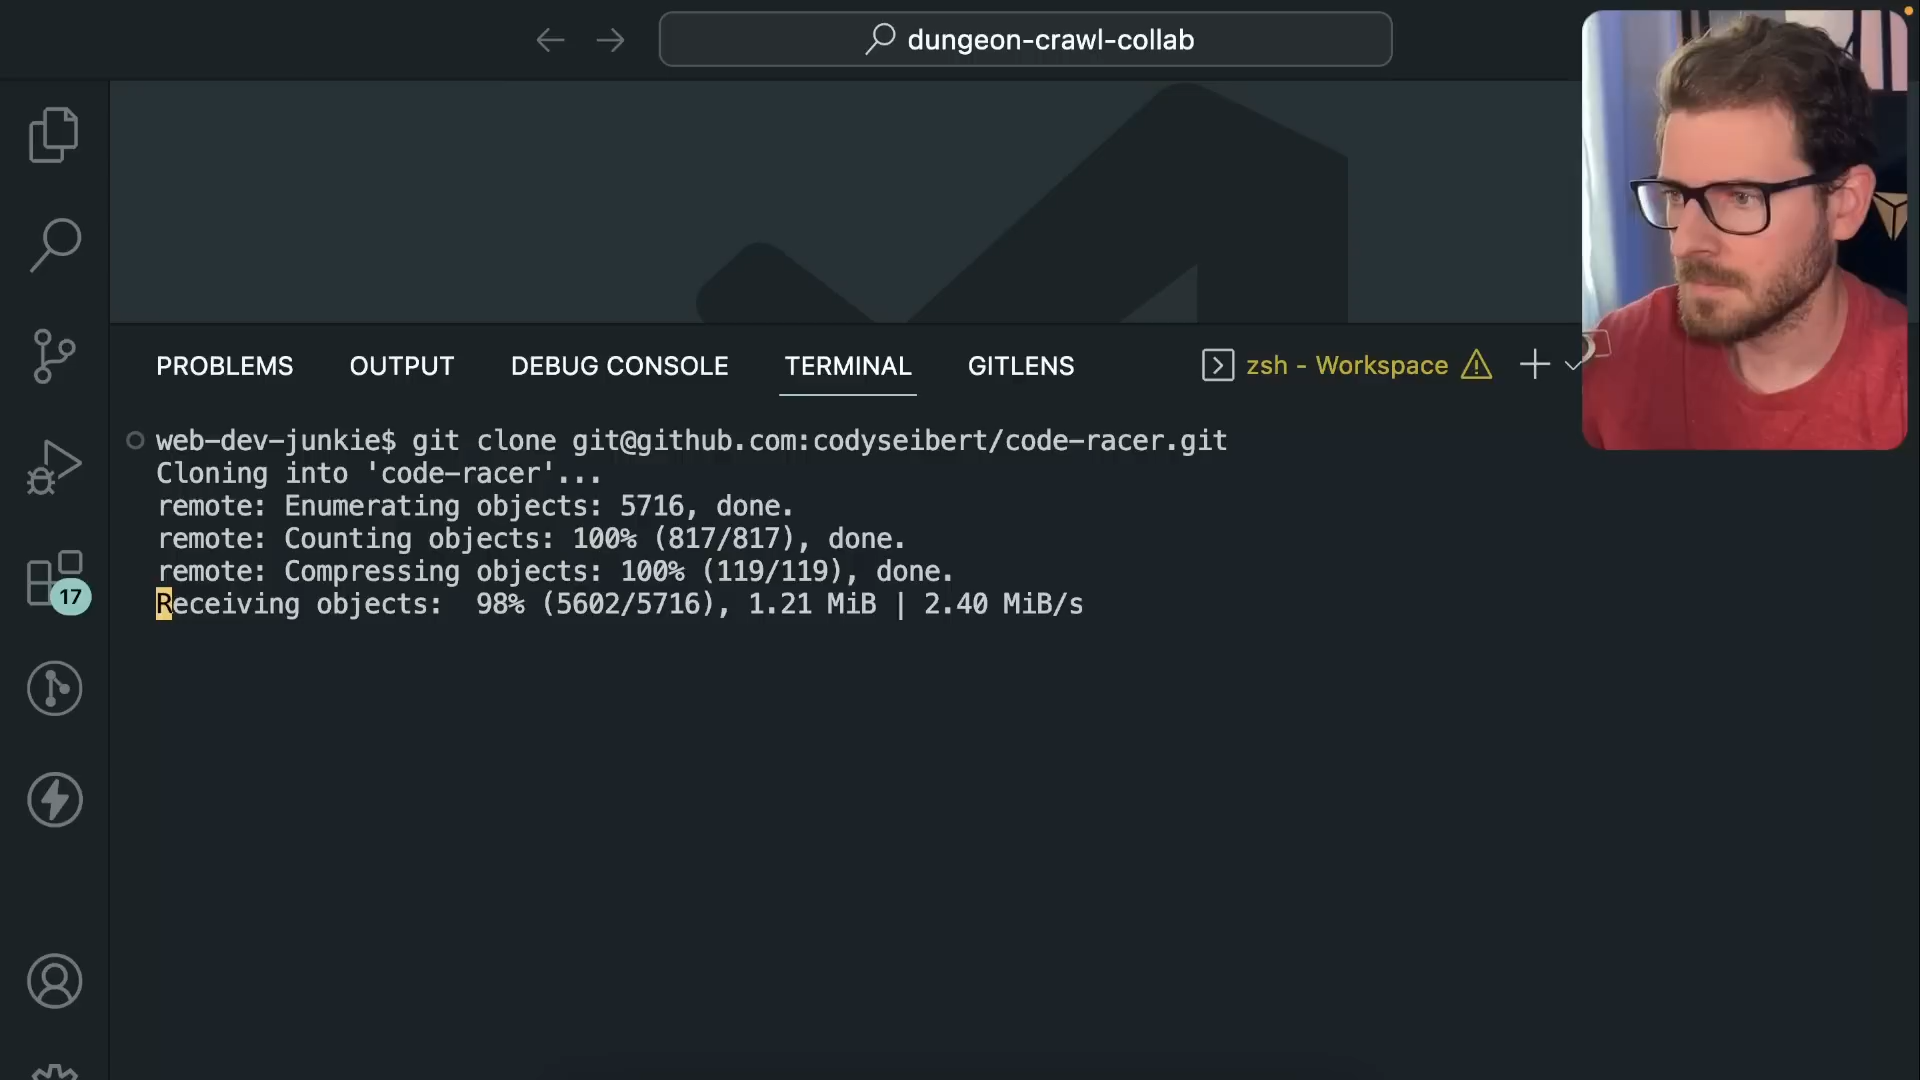 dungeon-crawl-collab
PROBLEMS OUTPUT DEBUG CONSOLE TERMINAL GITLENS zsh - Workspace
web-dev-junkie$ git clone git@github.com:codyseibert/code-racer.git
Cloning into 'code-racer'...
remote: Enumerating objects: 5716, done.
remote: Counting objects: 100% (817/817), done.
remote: Compressing objects: 100% (119/119), done.
Receiving objects:  98% (5602/5716), 1.21 MiB | 2.40 MiB/s
17